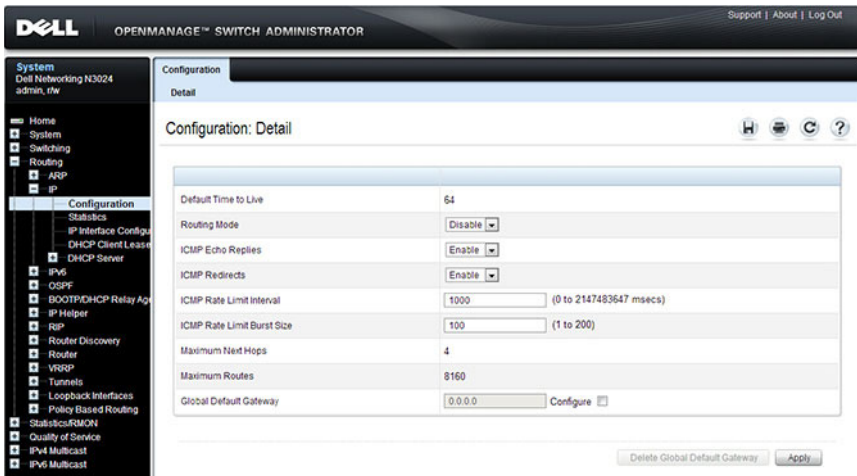 Support | About | Log Out
DELL OPENMANAGE™ SWITCH ADMINISTRATOR
System
Dell Networking N3024
admin, r/w
Home
System
Switching
Routing
ARP
IP
Configuration
Statistics
IP Interface Configu
DHCP Client Lease
DHCP Server
IPv6
OSPF
BOOTP/DHCP Relay Age
IP Helper
RIP
Router Discovery
Router
VRRP
Tunnels
Loopback Interfaces
Policy Based Routing
Statistics/RMON
Quality of Service
IPv4 Multicast
IPv6 Multicast
Configuration
Detail
Configuration: Detail
Default Time to Live 64
Routing Mode Disable
ICMP Echo Replies Enable
ICMP Redirects Enable
ICMP Rate Limit Interval 1000 (0 to 2147483647 msecs)
ICMP Rate Limit Burst Size 100 (1 to 200)
Maximum Next Hops 4
Maximum Routes 8160
Global Default Gateway 0.0.0.0 Configure
Delete Global Default Gateway Apply